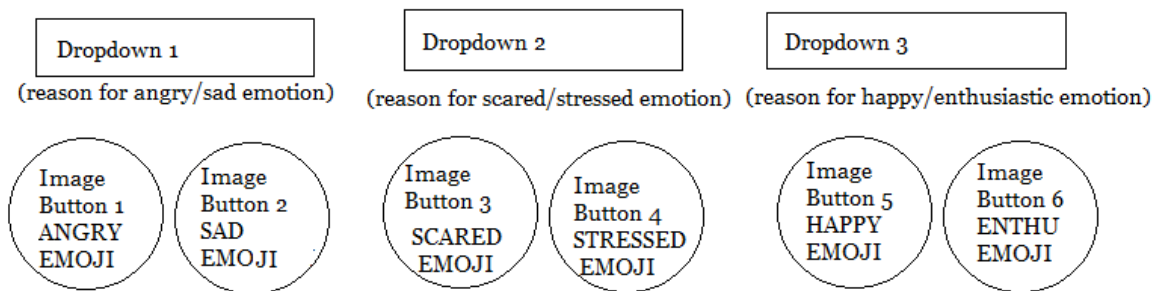 Dropdown 1
(reason for angry/sad emotion)
Dropdown 2
(reason for scared/stressed emotion)
Dropdown 3
(reason for happy/enthusiastic emotion)
Image
Button 1
ANGRY
EMOJI
Image
Button 2
SAD
EMOJI
Image
Button 3
SCARED
EMOJI
Image
Button 4
STRESSED
EMOJI
Image
Button 5
HAPPY
EMOJI
Image
Button 6
ENTHU
EMOJI